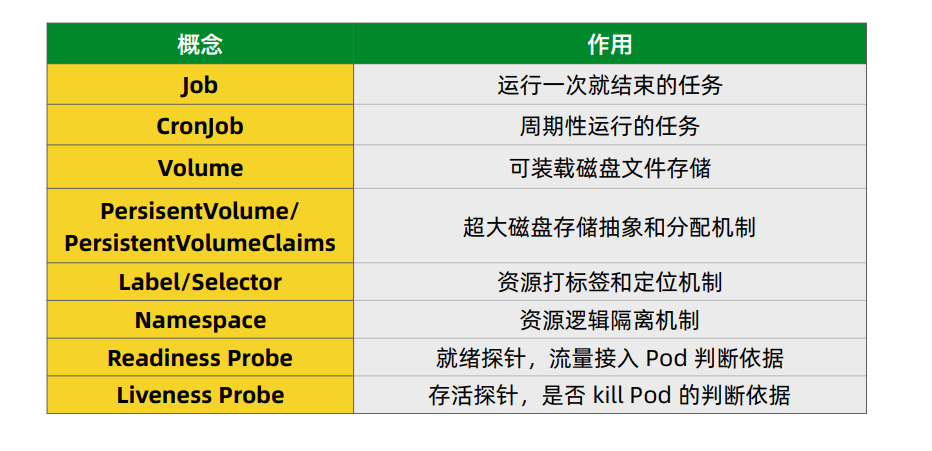 概念 作用
Job 运行一次就结束的任务
CronJob 周期性运行的任务
Volume 可装载磁盘文件存储
PersisentVolume/
PersistentVolumeClaims 超大磁盘存储抽象和分配机制
Label/Selector 资源打标签和定位机制
Namespace 资源逻辑隔离机制
Readiness Probe 就绪探针，流量接入 Pod 判断依据
Liveness Probe 存活探针，是否 kill Pod 的判断依据